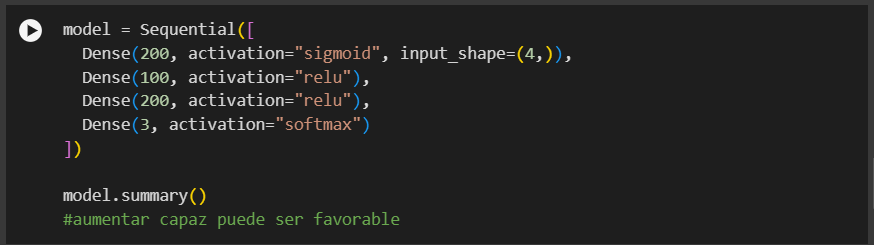 model = Sequential([
  Dense(200, activation="sigmoid", input_shape=(4,)),
  Dense(100, activation="relu"),
  Dense(200, activation="relu"),
  Dense(3, activation="softmax")
])

model.summary()
#aumentar capaz puede ser favorable